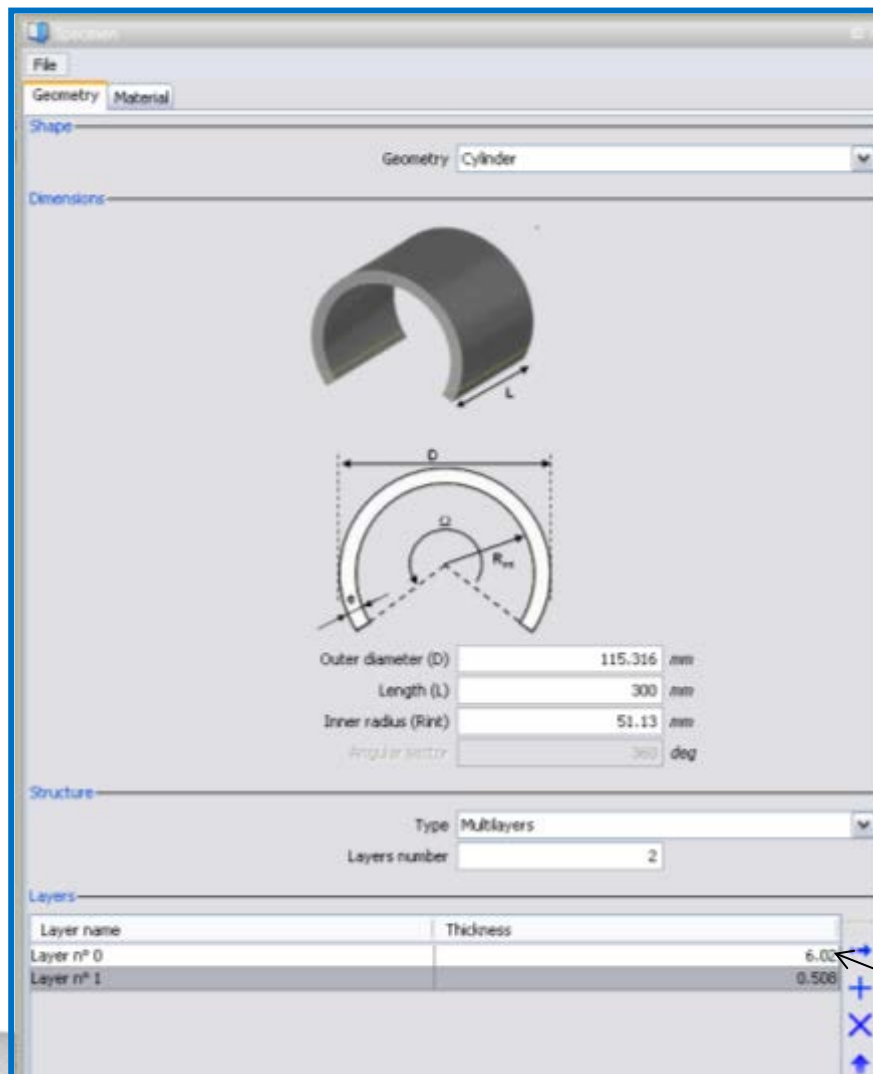 Specimen
File
Geometry Material
Shape
Geometry Cylinder
Dimensions
L
D
Ω
Rint
e
Outer diameter (D) 115.316 mm
Length (L) 300 mm
Inner radius (Rint) 51.13 mm
Angular sector 360 deg
Structure
Type Multilayers
Layers number 2
Layers
Layer name Thickness
Layer n° 0 6.02
Layer n° 1 0.508